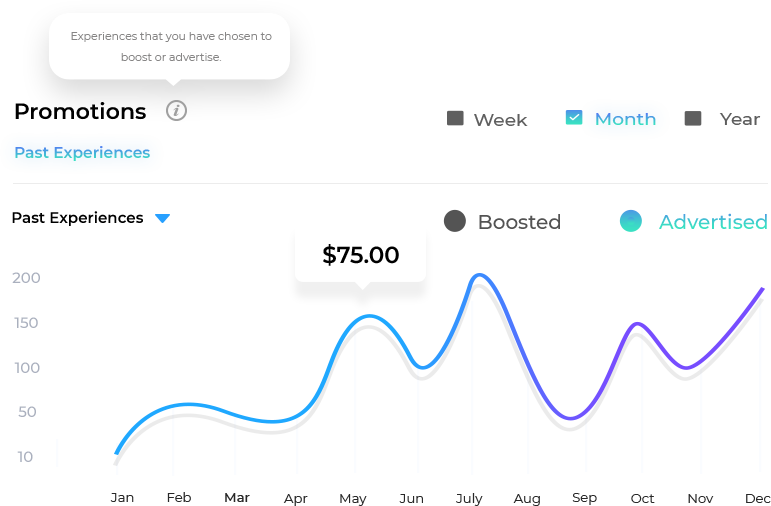 Experiences that you have chosen to
boost or advertise.
Promotions
Week
Month
Year
Past Experiences
Past Experiences
Boosted
Advertised
$75.00
200
150
100
50
10
Jan
Feb
Mar
Apr
May
Jun
July
Aug
Sep
Oct
Nov
Dec